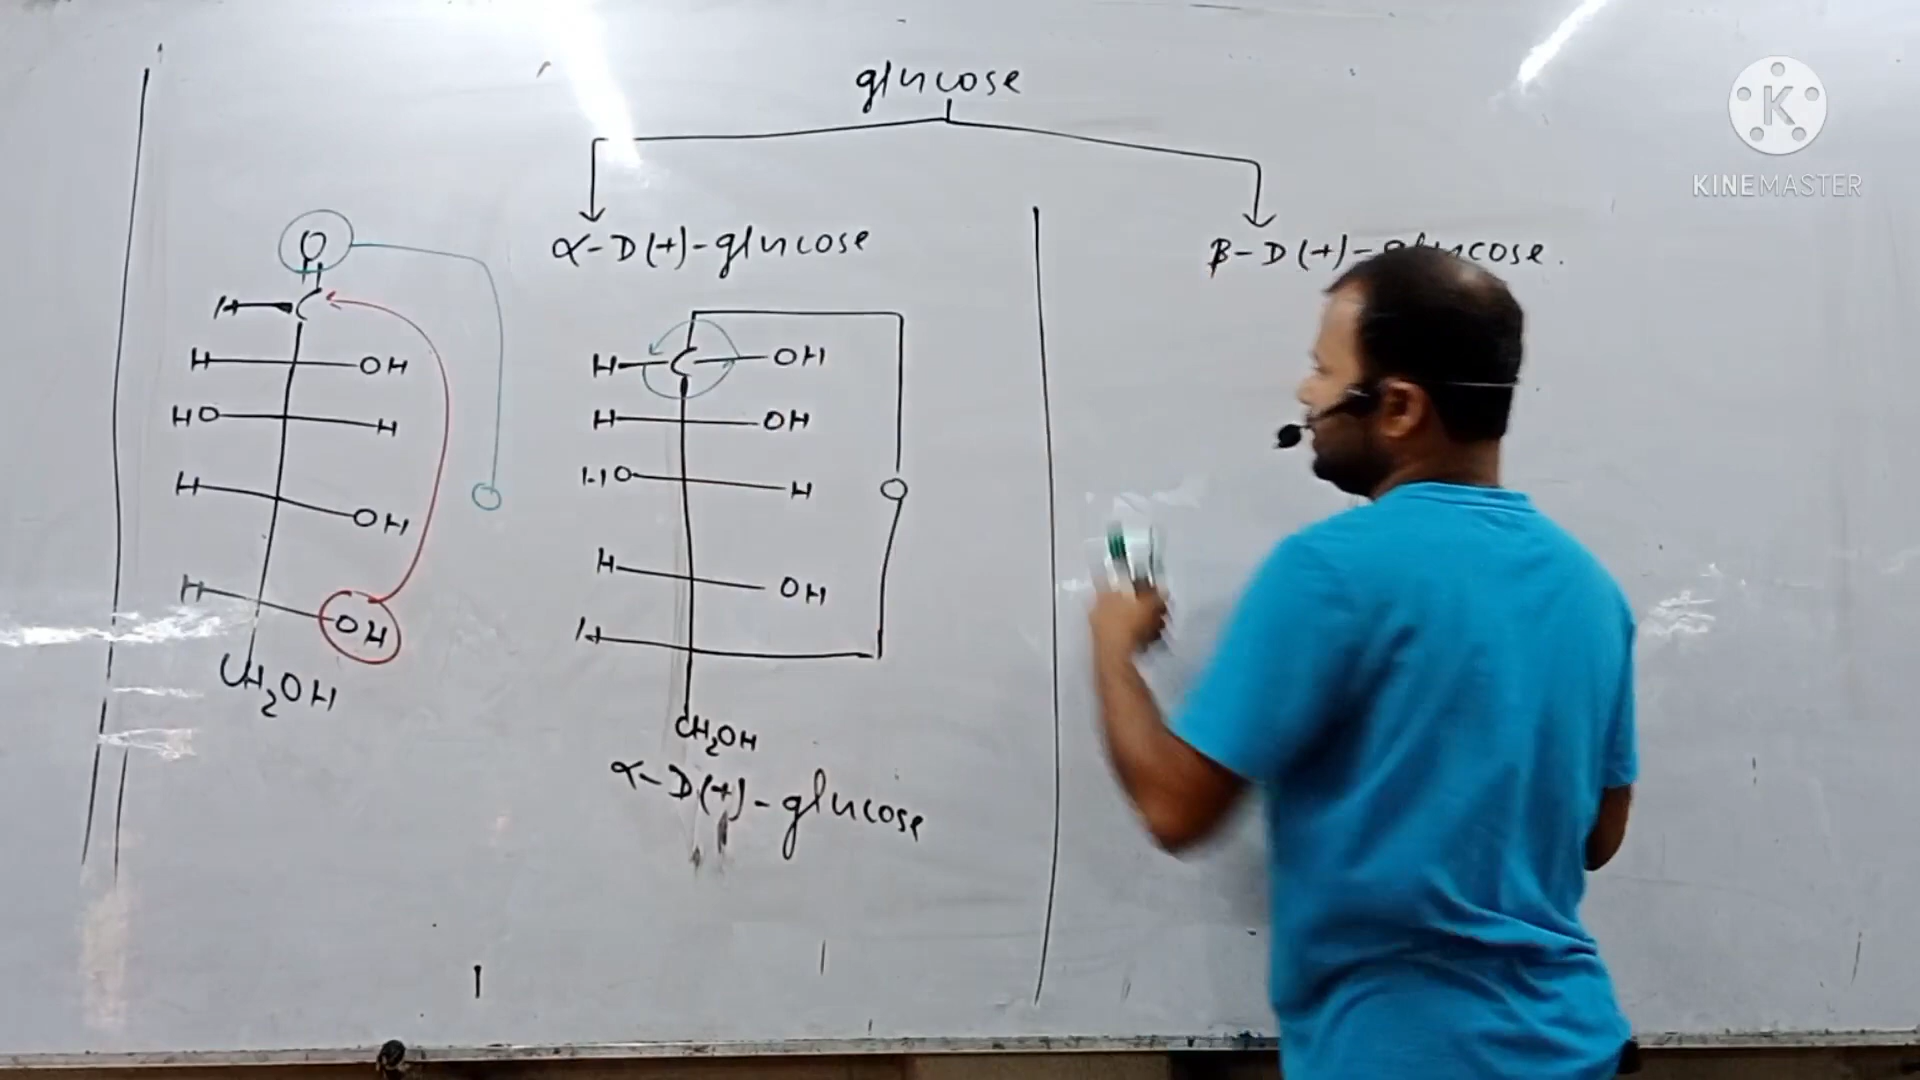 glucose
KINEMASTER
α-D(+)-glucose
β-D(+)-glucose.
O
H C
H OH
HO H
H OH
H OH
CH2OH
H C OH
H OH
HO H
O
H OH
H
CH2OH
α-D(+)-glucose